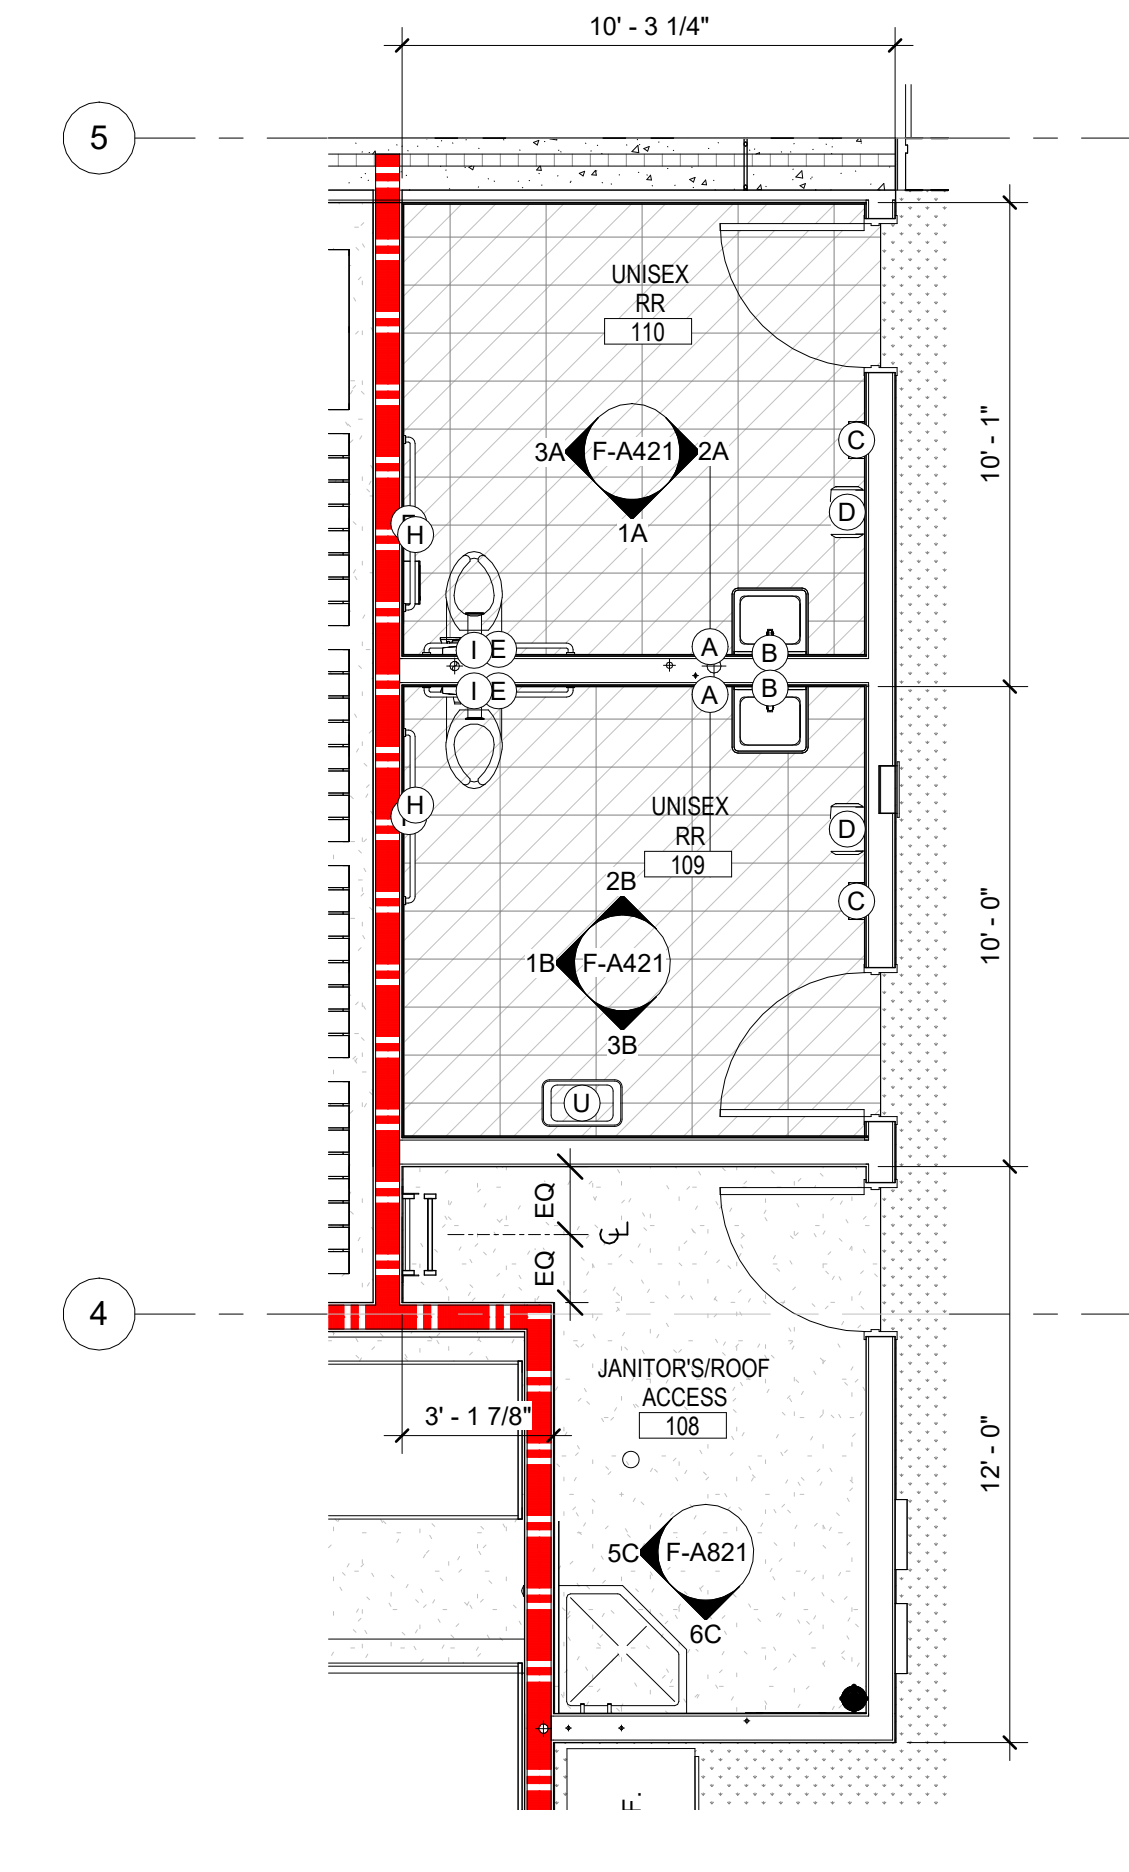 10' - 3 1/4"
5
UNISEX
RR
110
C
3A
F-A421
2A
10' - 1"
D
H
1A
I
E
A
B
I
E
A
B
H
UNISEX
RR
109
D
2B
C
10' - 0"
1B
F-A421
3B
U
EQ
CL
EQ
4
JANITOR'S/ROOF
ACCESS
108
3' - 1 7/8"
12' - 0"
5C
F-A821
6C
F.